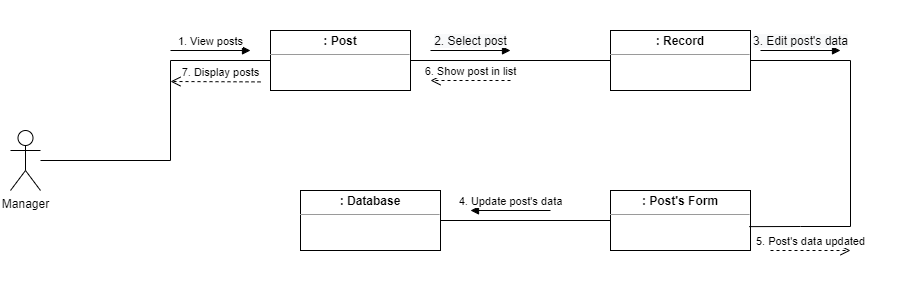 1. View posts
: Post
2. Select post
: Record
3. Edit post's data
7. Display posts
6. Show post in list
Manager
: Database
4. Update post's data
: Post's Form
5. Post's data updated